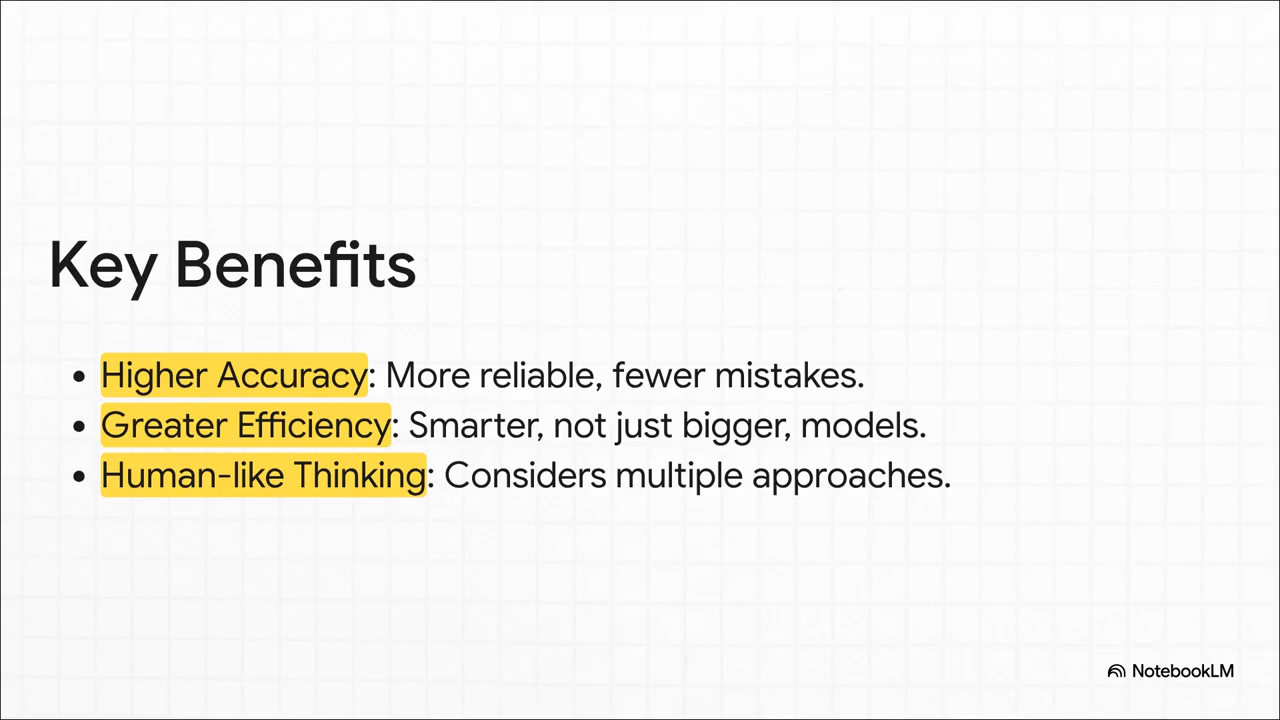 Key Benefits
• Higher Accuracy: More reliable, fewer mistakes.
• Greater Efficiency: Smarter, not just bigger, models.
• Human-like Thinking: Considers multiple approaches.
NotebookLM